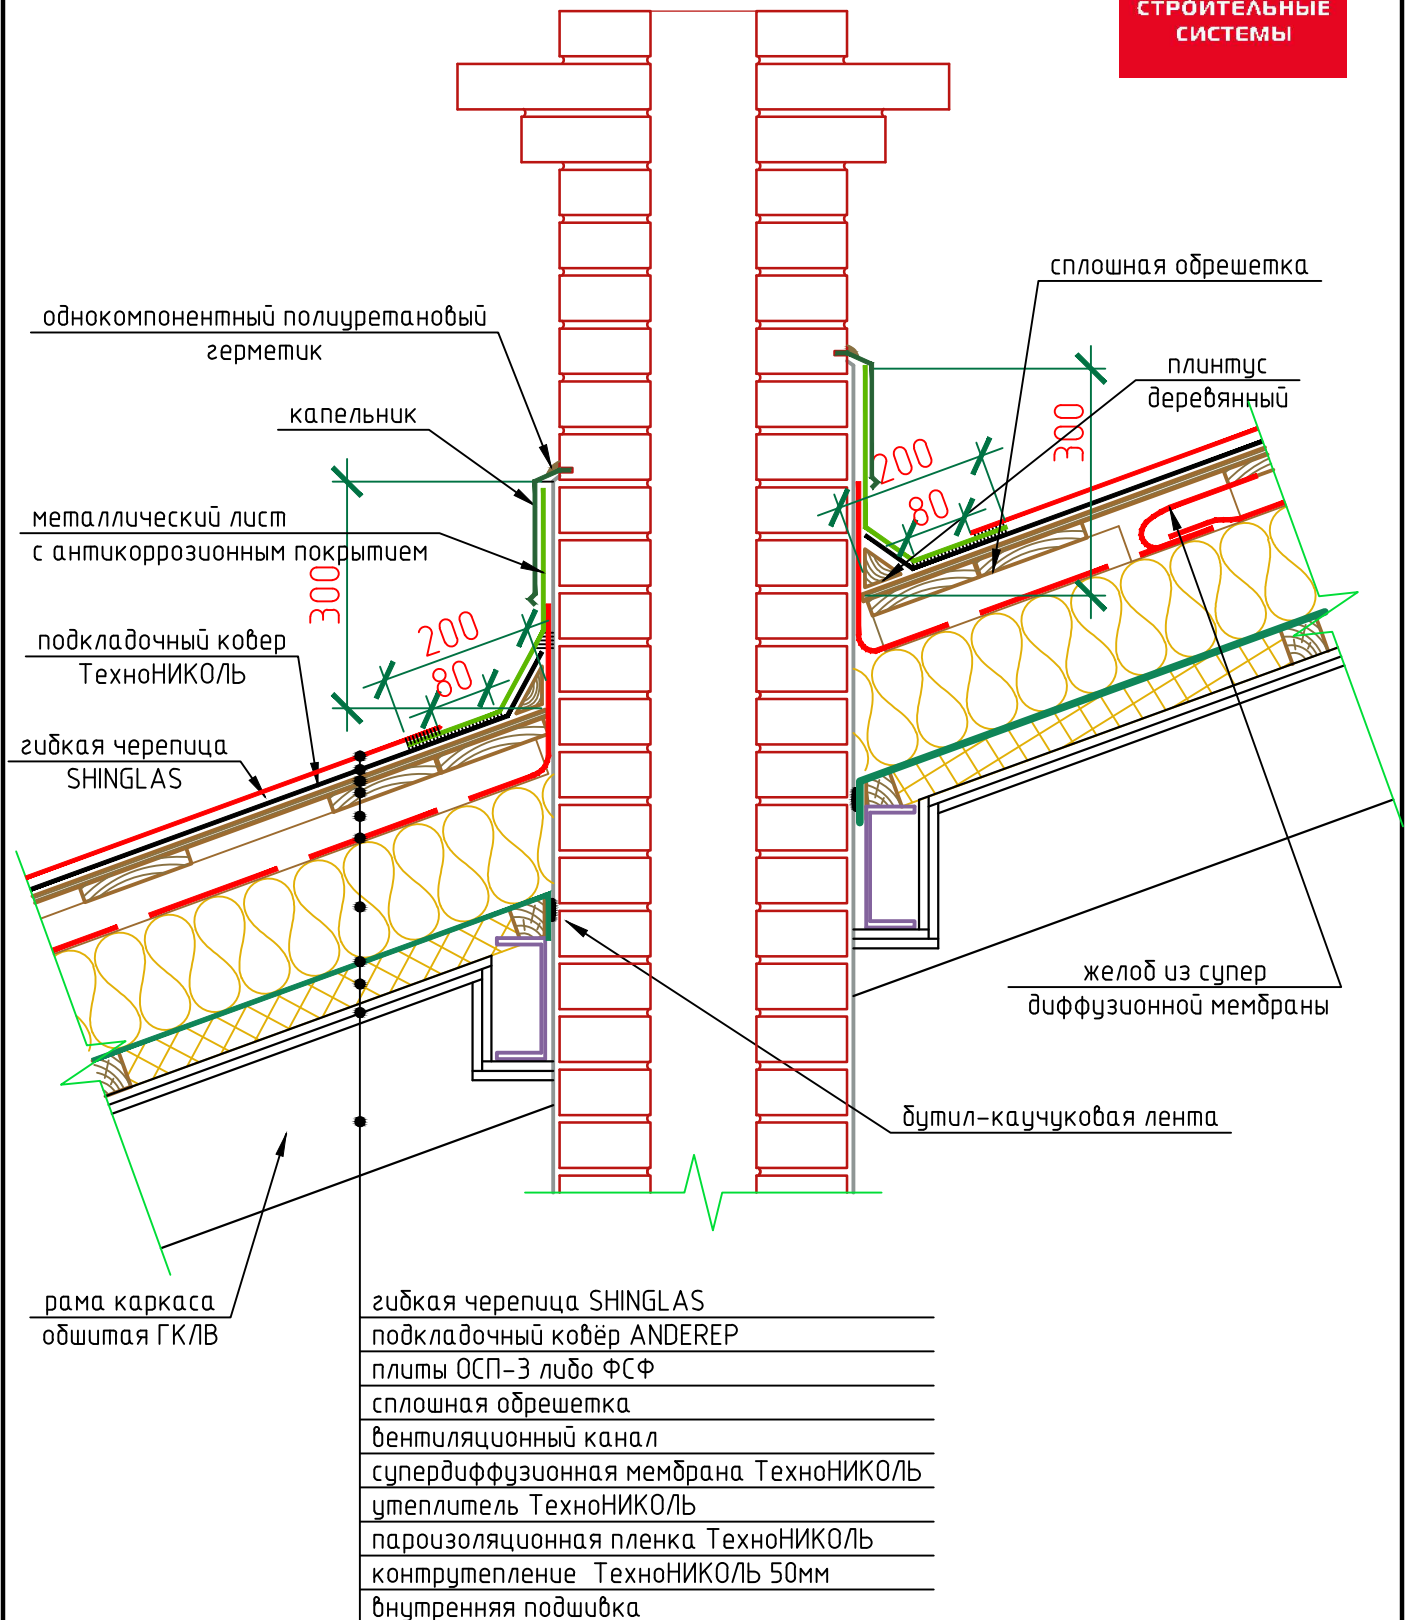 СТРОИТЕЛЬНЫЕ
СИСТЕМЫ
сплошная обрешетка
однокомпонентный полиуретановый
герметик
плинтус
деревянный
капельник
300
200
80
металлический лист
с антикоррозионным покрытием
300
200
80
подкладочный ковер
ТехноНИКОЛЬ
гибкая черепица
SHINGLAS
желоб из супер
диффузионной мембраны
бутил-каучуковая лента
рама каркаса
обшитая ГКЛВ
гибкая черепица SHINGLAS
подкладочный ковёр ANDEREP
плиты ОСП-3 либо ФСФ
сплошная обрешетка
вентиляционный канал
супердиффузионная мембрана ТехноНИКОЛЬ
утеплитель ТехноНИКОЛЬ
пароизоляционная пленка ТехноНИКОЛЬ
контрутепление ТехноНИКОЛЬ 50мм
внутренняя подшивка